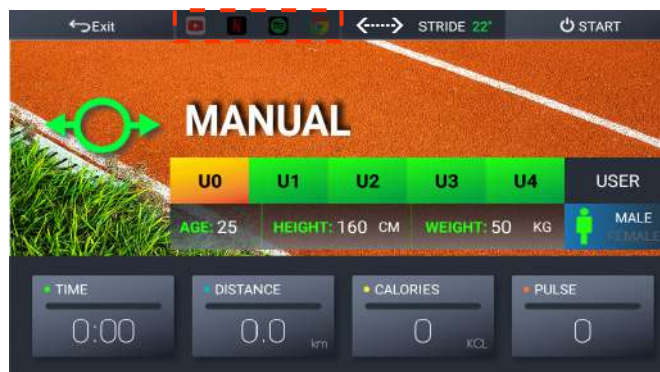 Exit STRIDE 22" START
MANUAL
U0 U1 U2 U3 U4 USER
AGE: 25 HEIGHT: 160 CM WEIGHT: 50 KG MALE
FEMALE
TIME DISTANCE CALORIES PULSE
0:00 0.0 km 0 KCL 0